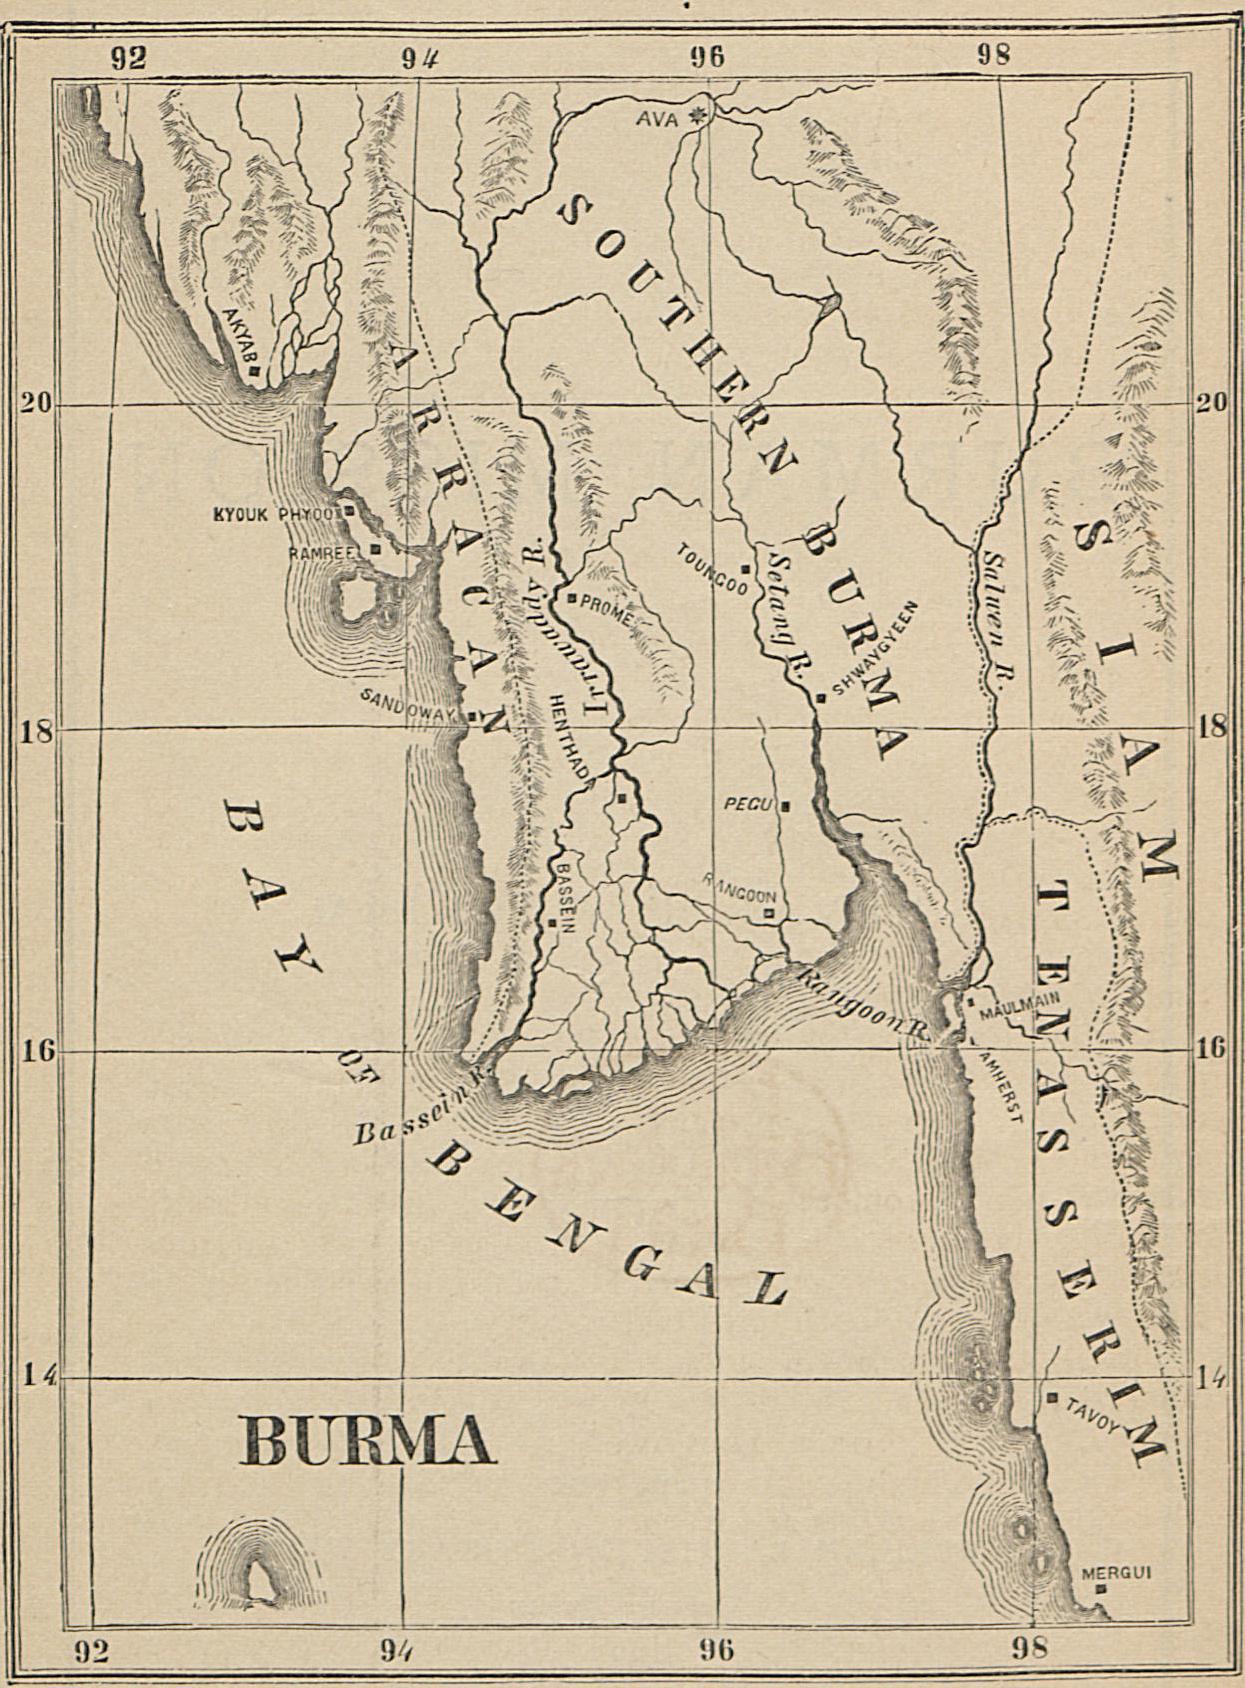 92 94 96 98
AVA
SOUTHERN BURMA
AKYAB
ARRACAN
20 20
KYOUK PHYOO
RAMREE
Irrawaddy R.
PROME
TOUNGOO
Setang R.
SHWAYGYEEN
Salwen R.
SIAM
SANDOWAY
HENTHADA
18 18
PEGU
BASSEIN
RANGOON
BAY OF BENGAL
TENASSERIM
Rangoon R.
MAULMAIN
16 16
AMHERST
Bassein R.
14 14
TAVOY
BURMA
MERGUI
92 94 96 98